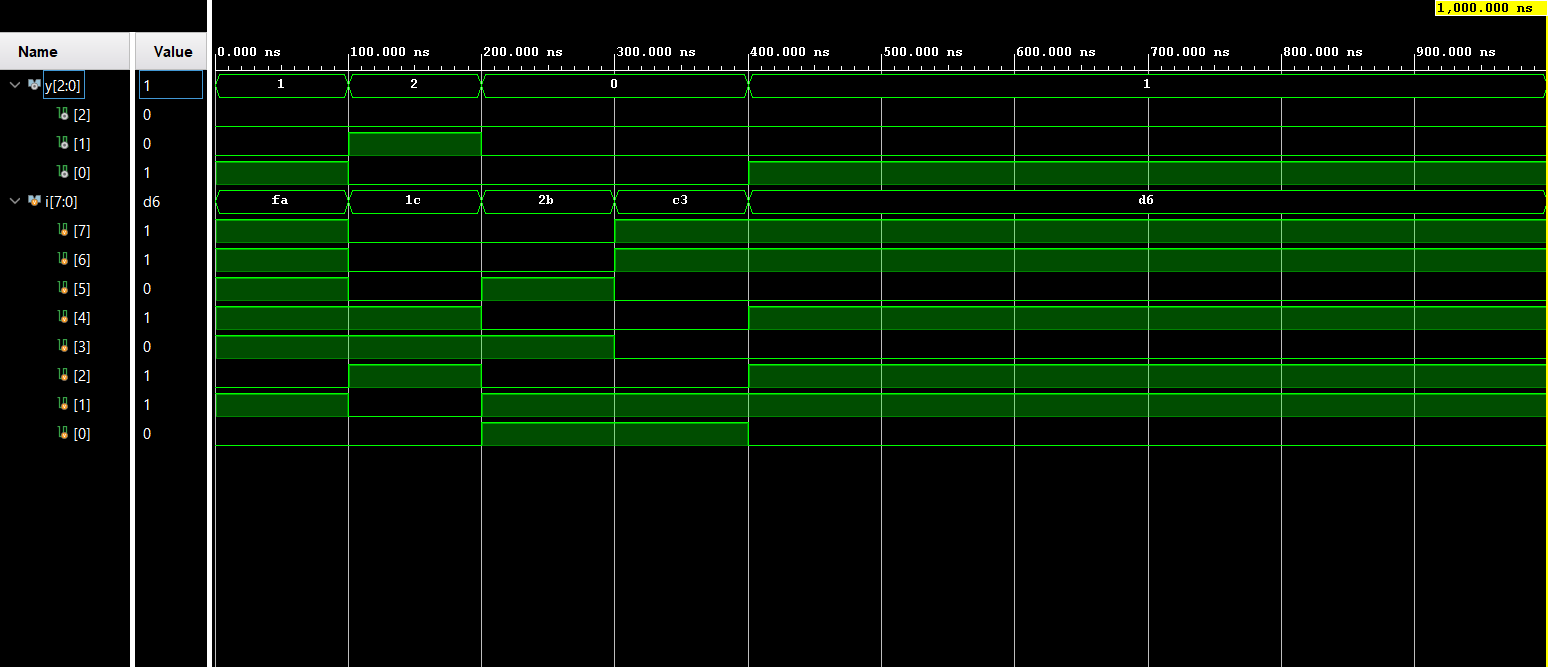 1,000.000 ns
Name Value 0.000 ns 100.000 ns 200.000 ns 300.000 ns 400.000 ns 500.000 ns 600.000 ns 700.000 ns 800.000 ns 900.000 ns
y[2:0] 1 1 2 0 1
[2] 0
[1] 0
[0] 1
i[7:0] d6 fa 1c 2b c3 d6
[7] 1
[6] 1
[5] 0
[4] 1
[3] 0
[2] 1
[1] 1
[0] 0